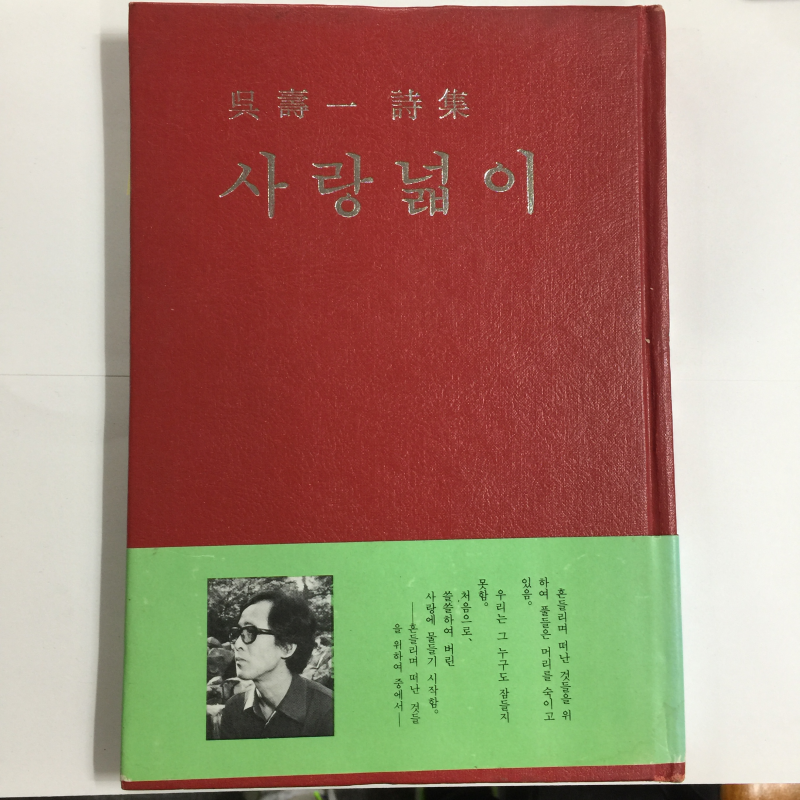 吳壽一 詩集
사랑넓이
흔들리며 떠난 것들을 위
하여 풀들은 머리를 숙이고
있음.
우리는 그 누구도 잠들지
못함.
처음으로,
쓸쓸하여 버린
사랑에 물들기 시작함.
──흔들리며 떠난 것들
을 위하여 중에서──